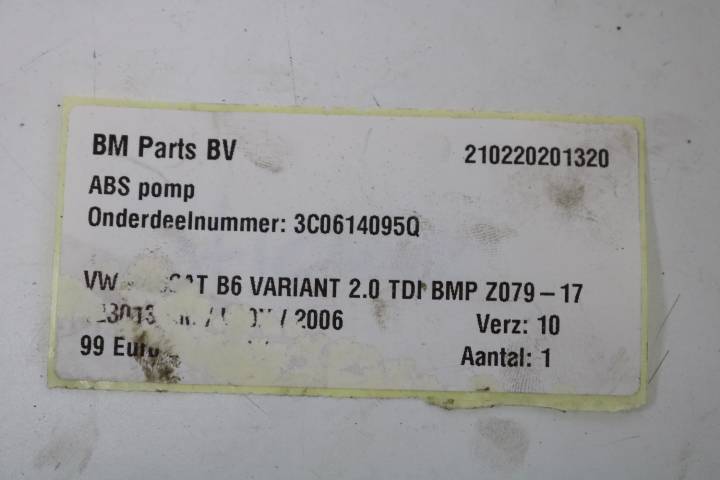 BM Parts BV 210220201320
ABS pomp
Onderdeelnummer: 3C0614095Q
VW B6 VARIANT 2.0 TDI BMP Z079-17
/ 2006 Verz: 10
99 Euro Aantal: 1